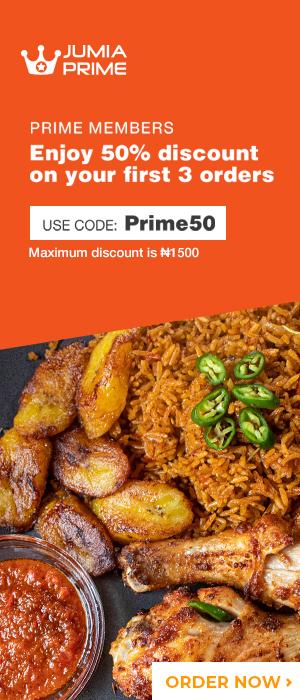 JUMIA
PRIME
PRIME MEMBERS
Enjoy 50% discount
on your first 3 orders
USE CODE: Prime50
Maximum discount is ₦1500
ORDER NOW ›